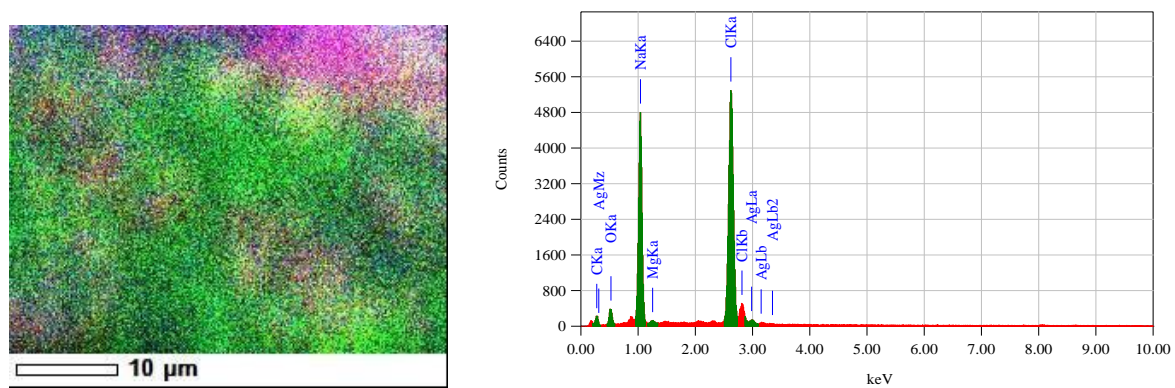 10 µm
Counts
6400
5600
4800
4000
3200
2400
1600
800
0
CKa
AgMz
OKa
NaKa
MgKa
ClKa
ClKb
AgLa
AgLb
AgLb2
0.00 1.00 2.00 3.00 4.00 5.00 6.00 7.00 8.00 9.00 10.00
keV